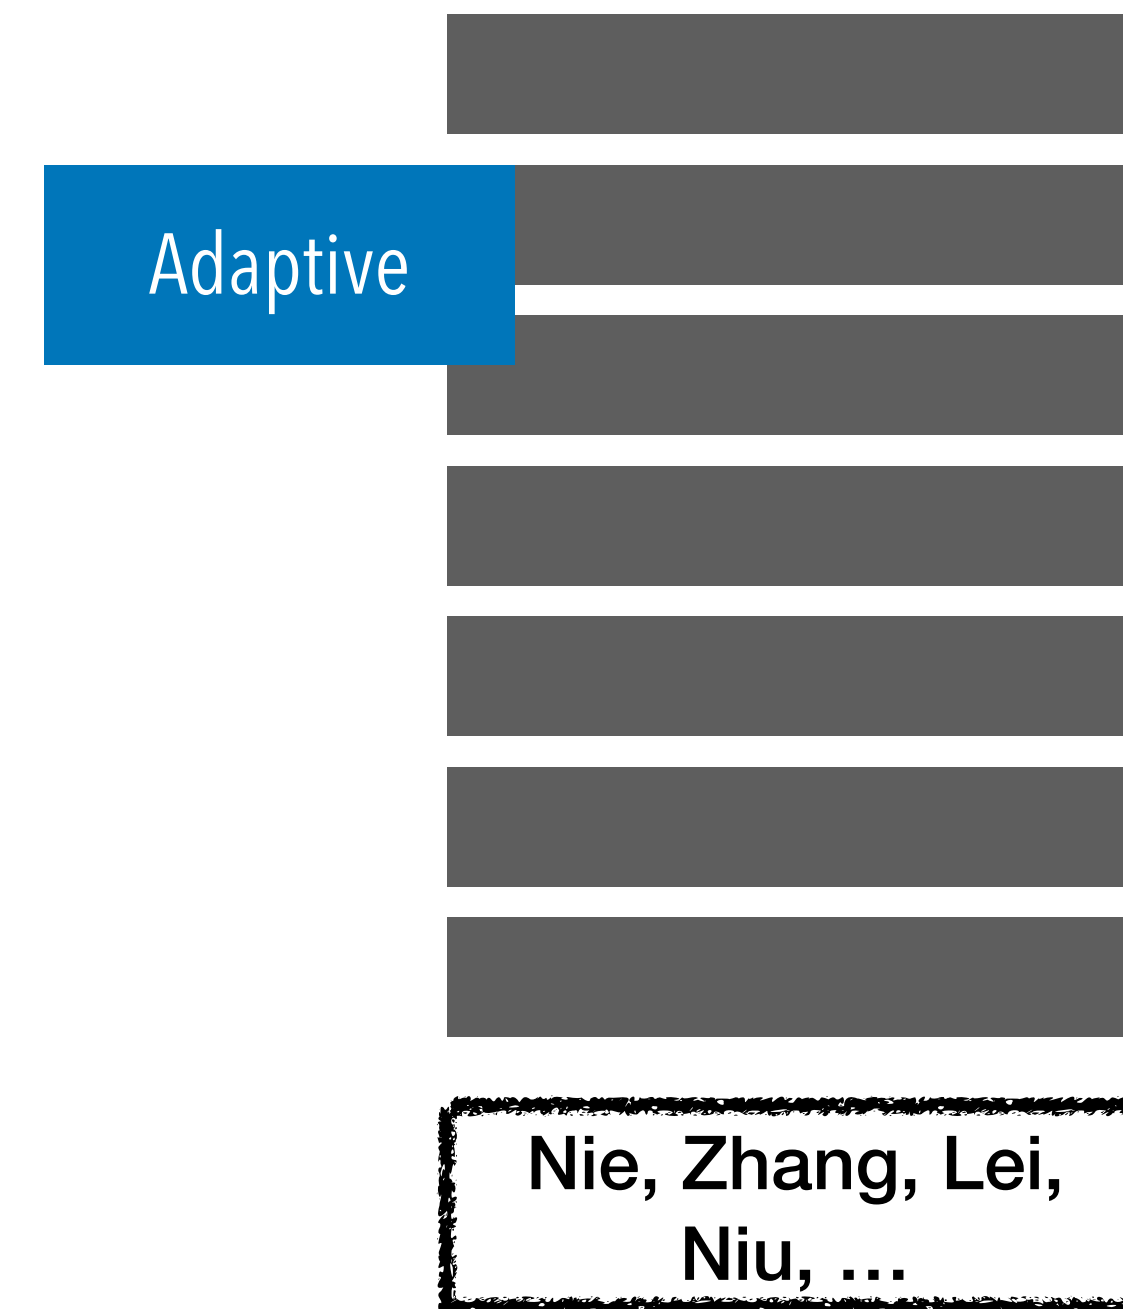 Adaptive
Nie, Zhang, Lei,
Niu, …